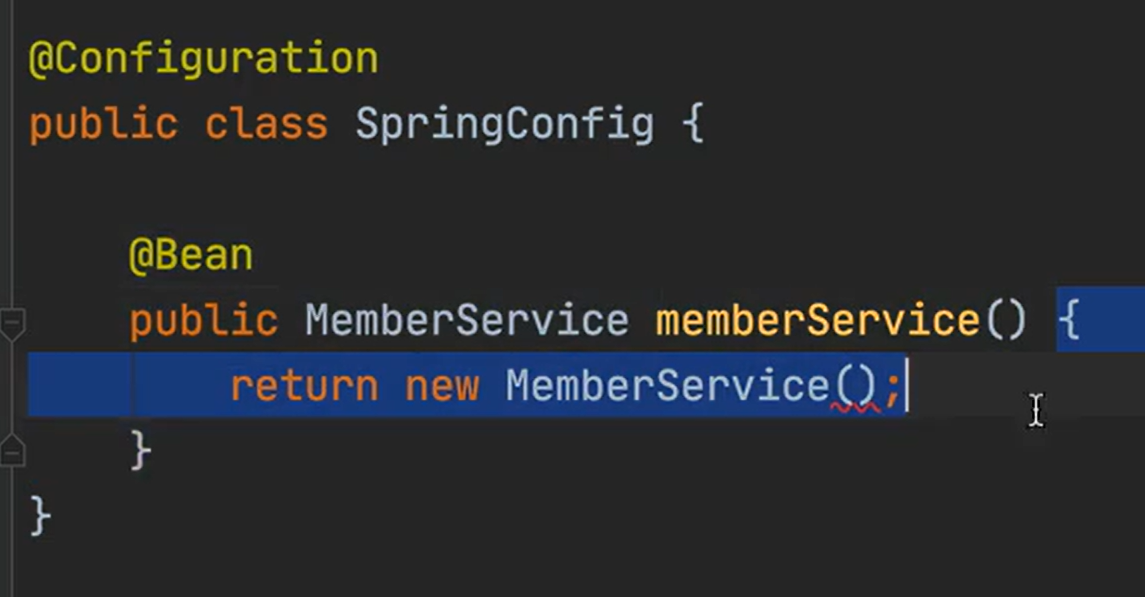 @Configuration
public class SpringConfig {
@Bean
public MemberService memberService() {
return new MemberService();
}
}